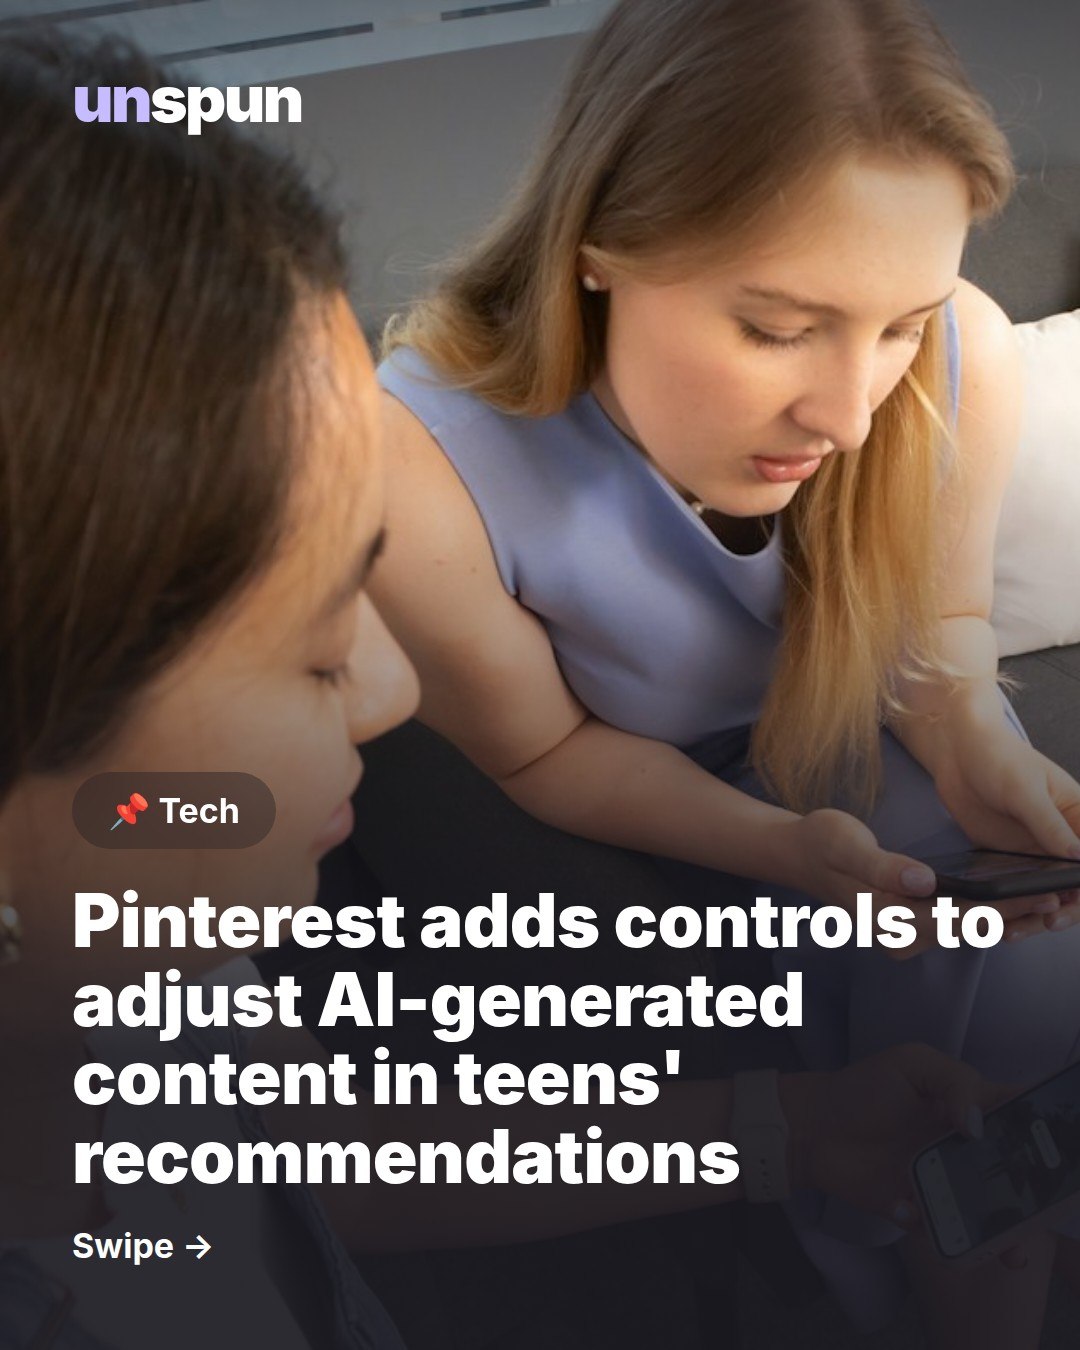 unspun
📌 Tech
Pinterest adds controls to
adjust AI-generated
content in teens'
recommendations
Swipe →